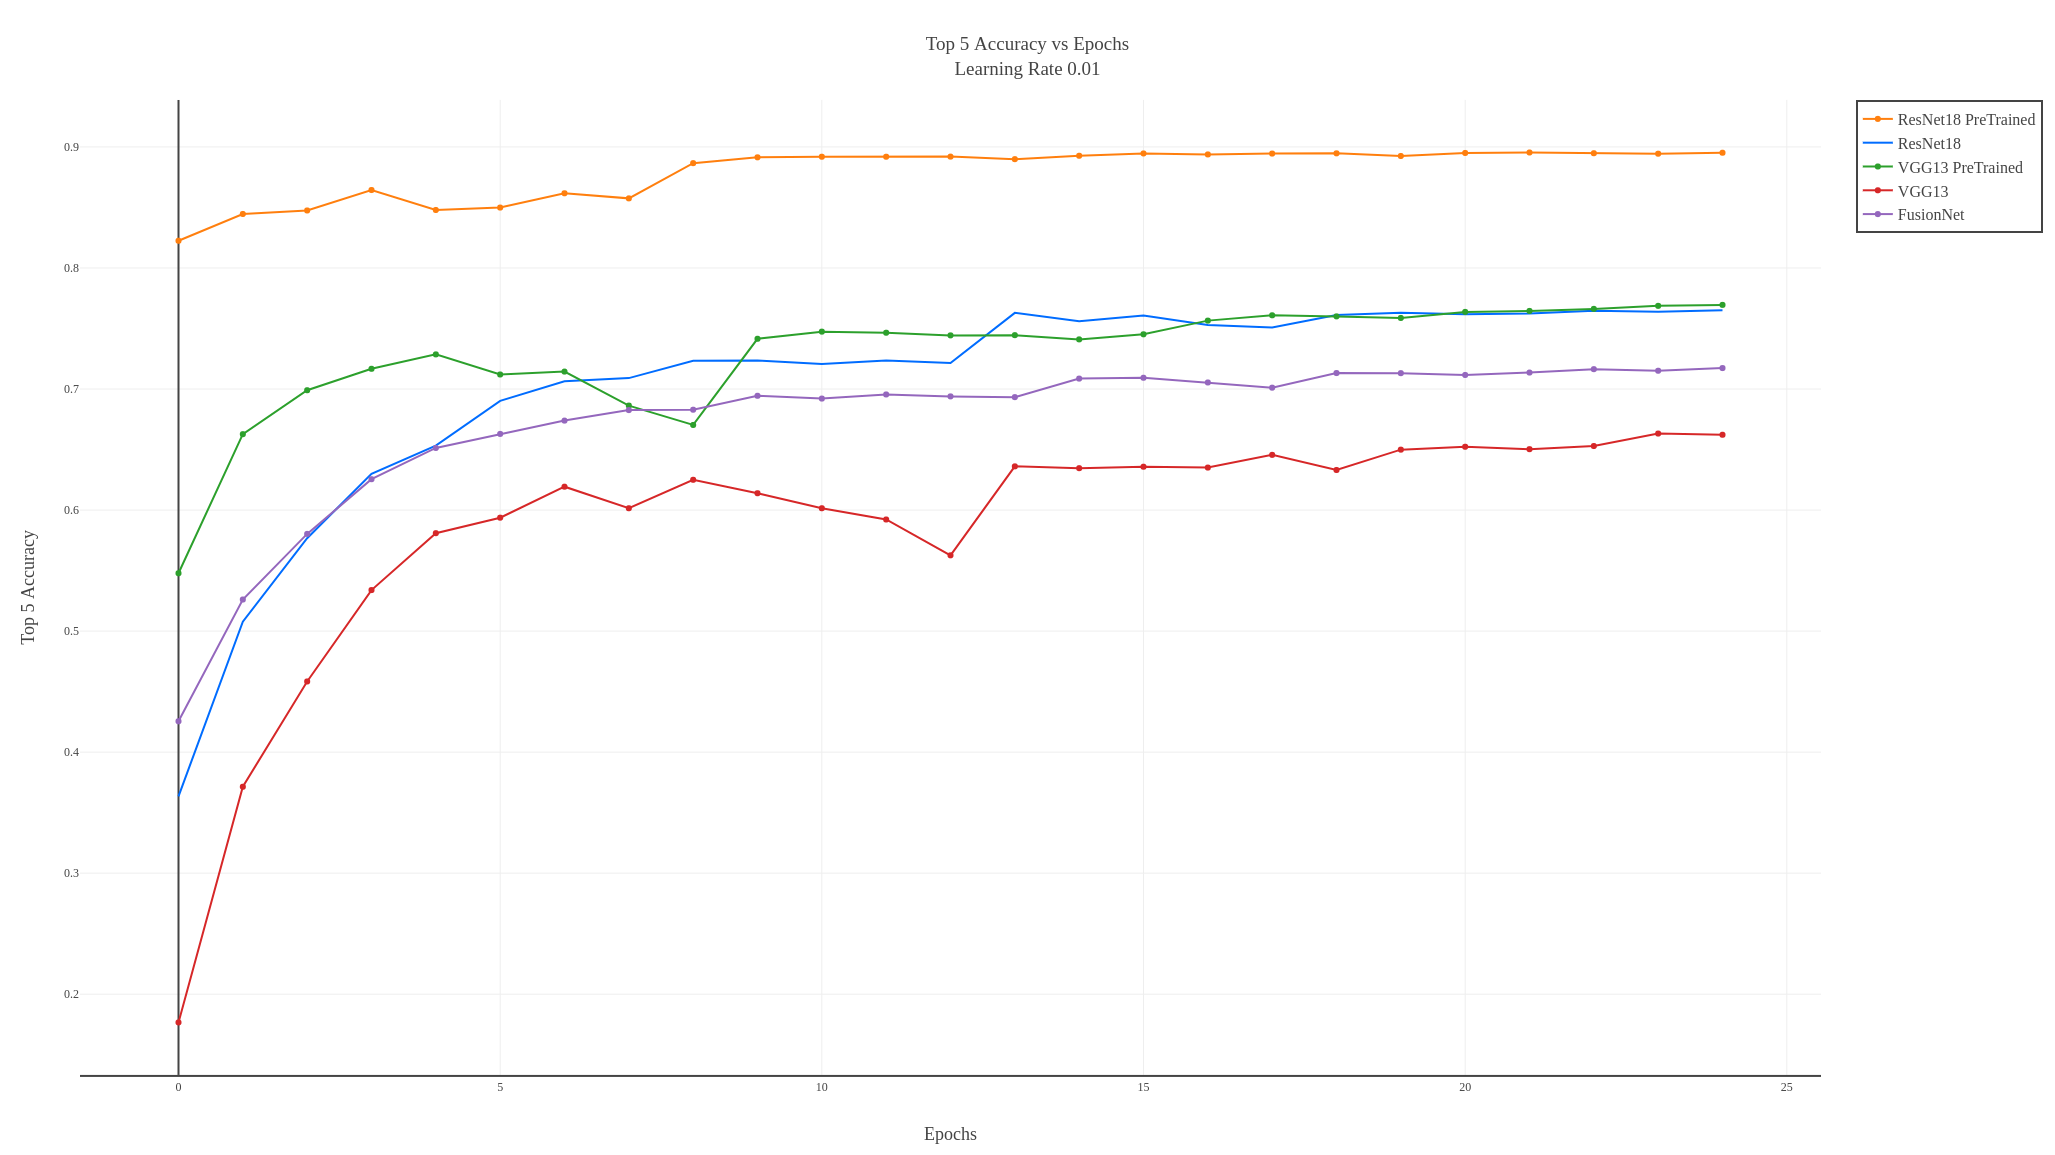 Top 5 Accuracy vs Epochs
Learning Rate 0.01
ResNet18 PreTrained
ResNet18
VGG13 PreTrained
VGG13
FusionNet
Top 5 Accuracy
0.9
0.8
0.7
0.6
0.5
0.4
0.3
0.2
0 5 10 15 20 25
Epochs